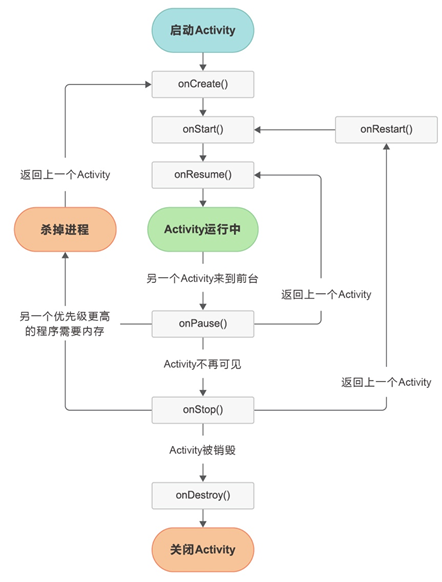 启动Activity
onCreate()
onStart()
onRestart()
返回上一个Activity
onResume()
杀掉进程
Activity运行中
另一个Activity来到前台
返回上一个Activity
另一个优先级更高
的程序需要内存
onPause()
Activity不再可见
返回上一个Activity
onStop()
Activity被销毁
onDestroy()
关闭Activity